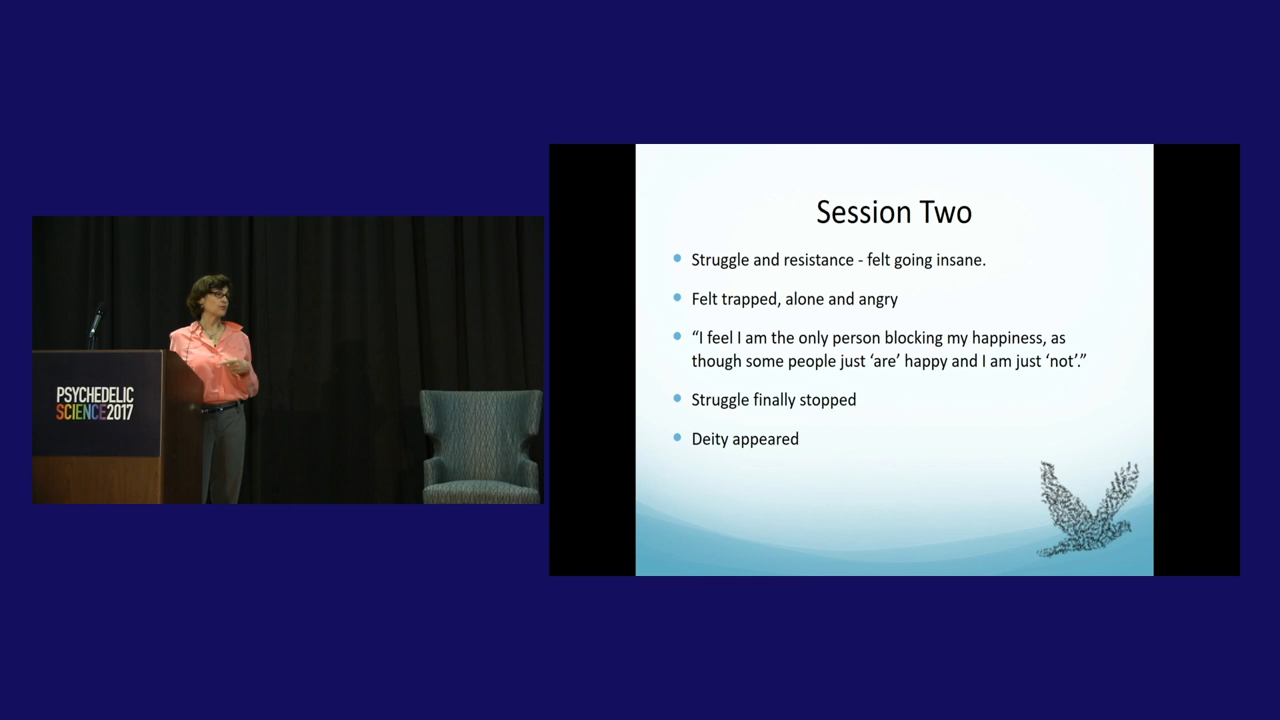 PSYCHEDELIC
SCIENCE2017
Session Two
Struggle and resistance - felt going insane.
Felt trapped, alone and angry
“I feel I am the only person blocking my happiness, as
though some people just ‘are’ happy and I am just ‘not’.”
Struggle finally stopped
Deity appeared